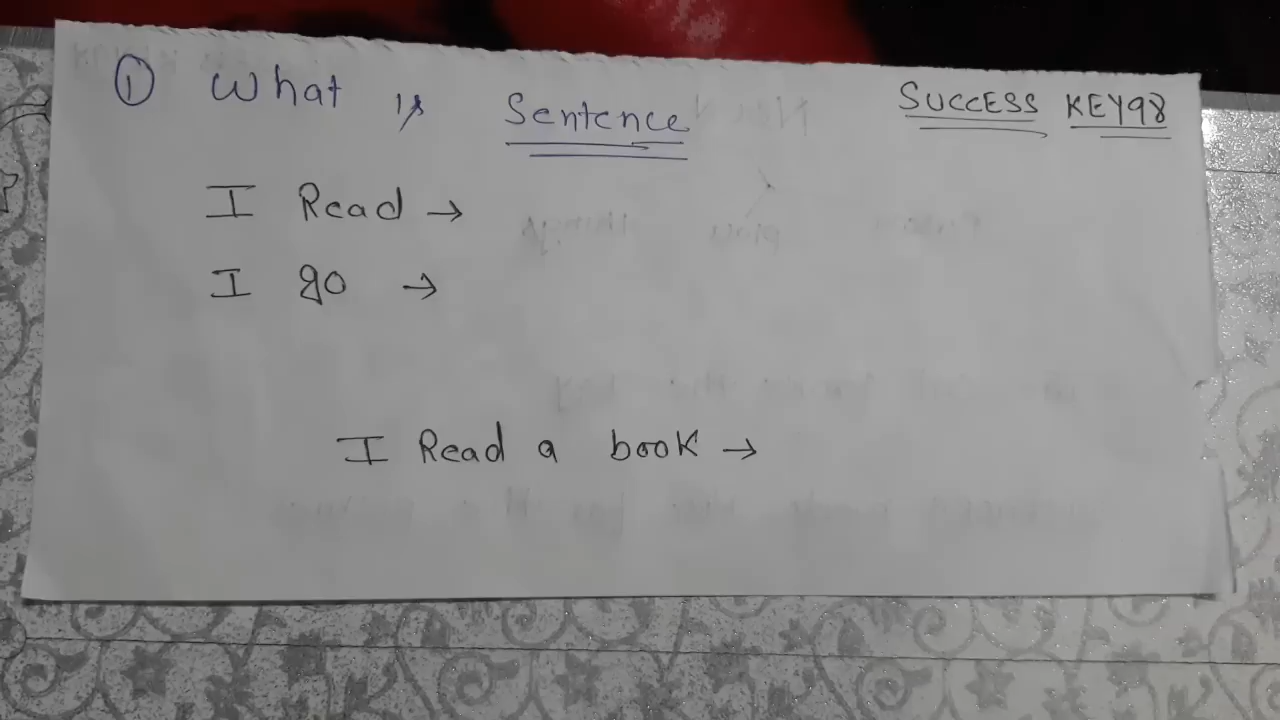 ① What is Sentence SUCCESS KEY98
I Read →
I go →
I Read a book →